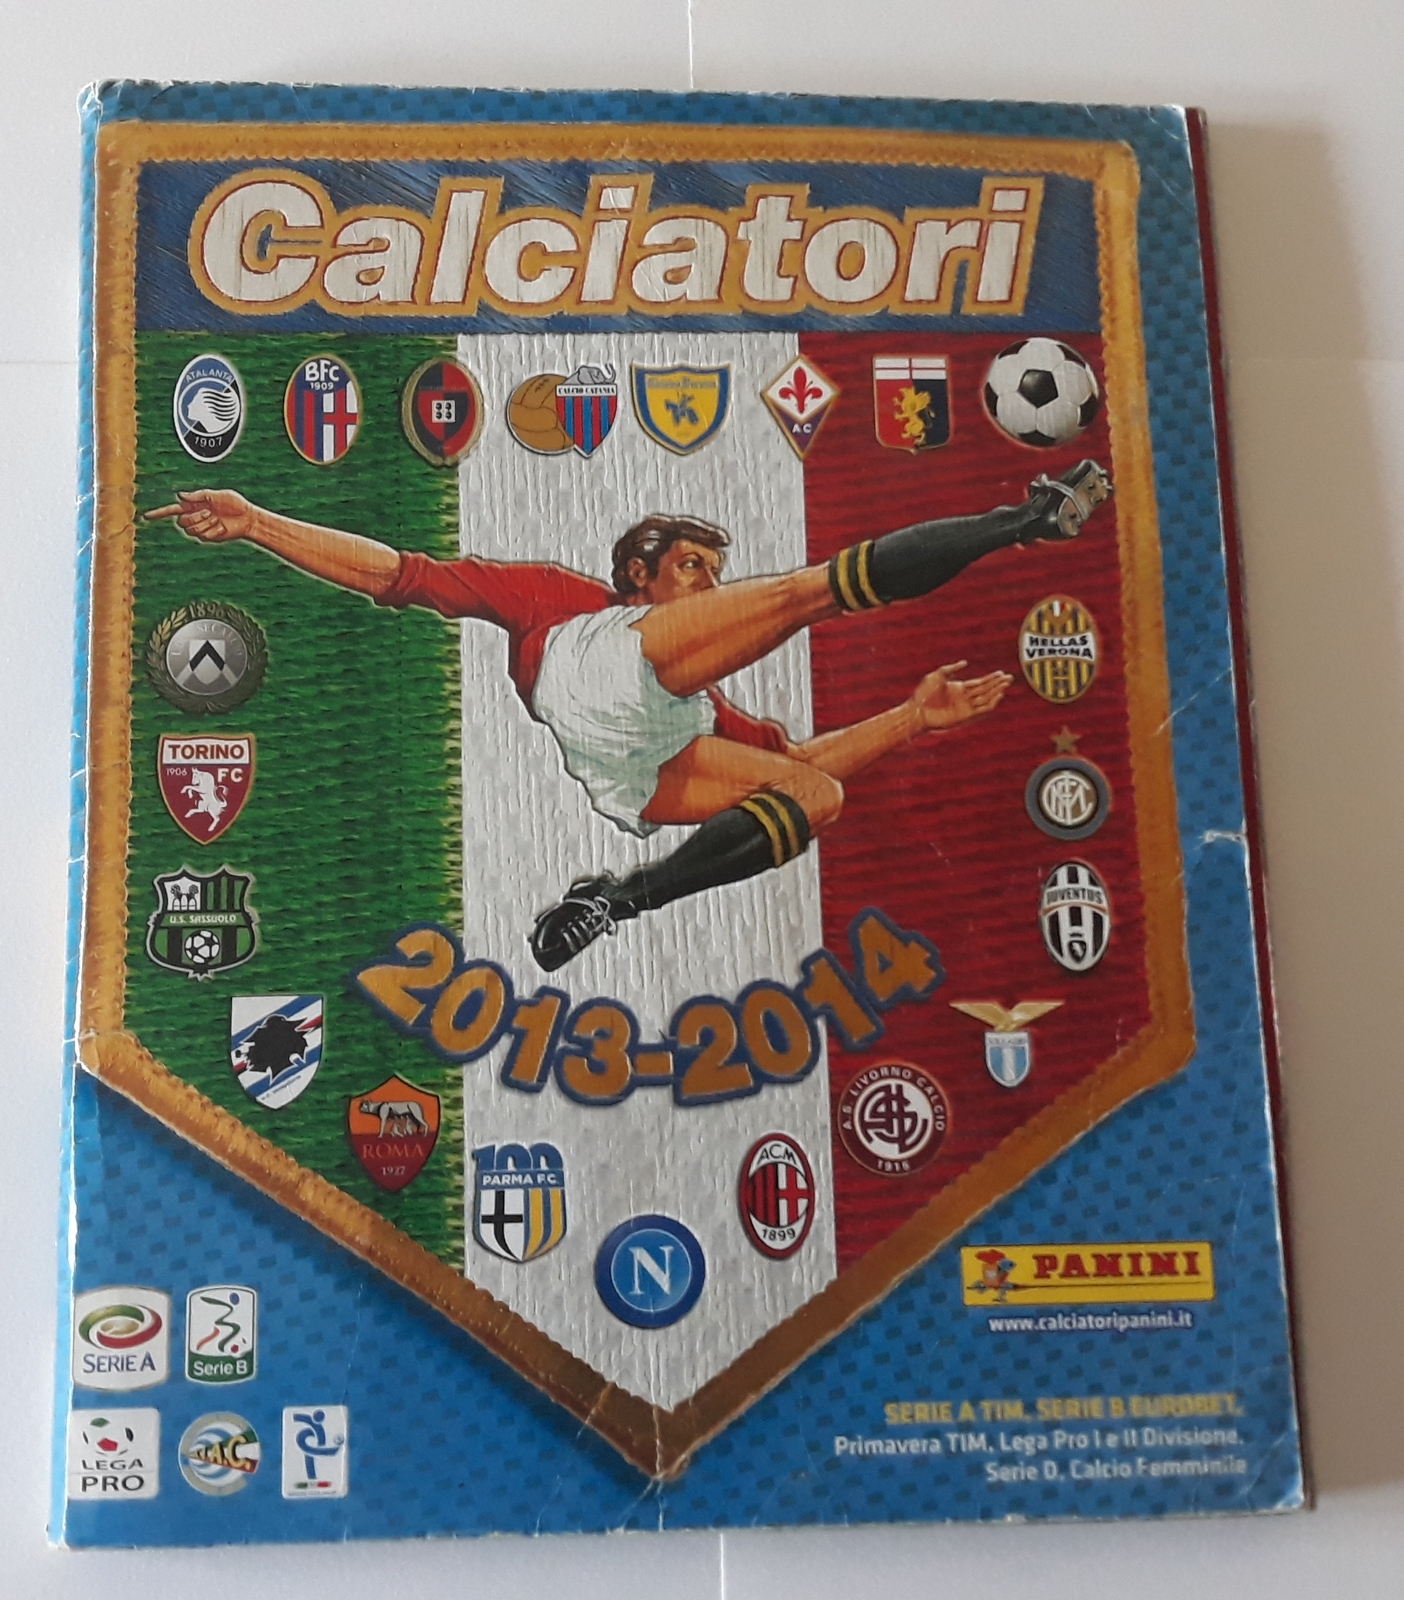 Calciatori
ATALANTA
1907
BFC
1909
CALCIO CATANIA
A C
1896
HELLAS
VERONA
TORINO
1906 FC
U.S. SASSUOLO
JUVENTUS
2013-2014
ROMA
1927
100
PARMA F.C.
ACM
1899
A.S. LIVORNO CALCIO
1915
N
PANINI
www.calciatoripanini.it
SERIE A
Serie B
LEGA
PRO
SERIE A TIM. SERIE B EUROBET.
Primavera TIM. Lega Pro I e II Divisione.
Serie D. Calcio Femminile